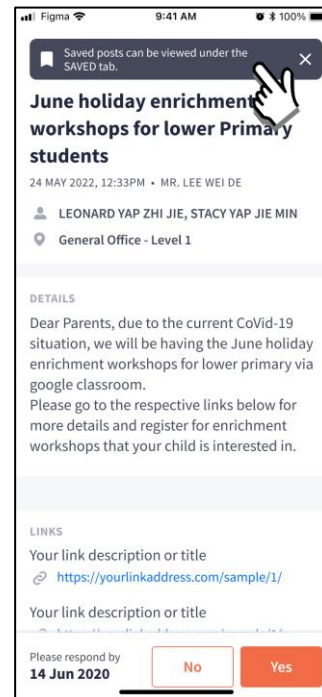 Figma 9:41 AM 100%
Saved posts can be viewed under the
SAVED tab.
June holiday enrichment
workshops for lower Primary
students
24 MAY 2022, 12:33PM • MR. LEE WEI DE
LEONARD YAP ZHI JIE, STACY YAP JIE MIN
General Office - Level 1
DETAILS
Dear Parents, due to the current CoVid-19
situation, we will be having the June holiday
enrichment workshops for lower primary via
google classroom.
Please go to the respective links below for
more details and register for enrichment
workshops that your child is interested in.
LINKS
Your link description or title
https://yourlinkaddress.com/sample/1/
Your link description or title
Please respond by
14 Jun 2020
No
Yes